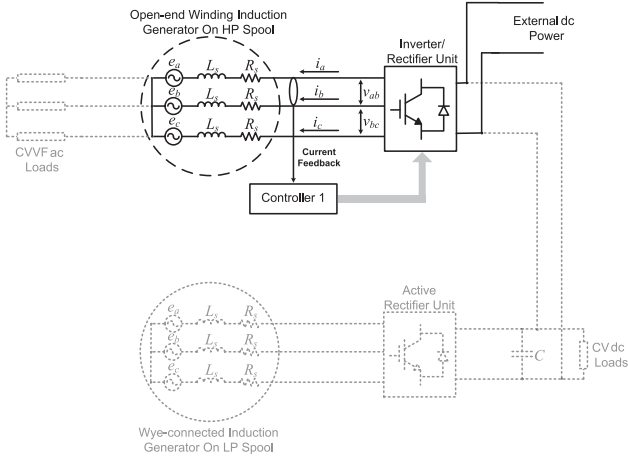 Open-end Winding Induction
Generator On HP Spool
External dc
Power
Inverter/
Rectifier Unit
e_a L_s R_s
e_b L_s R_s
e_c L_s R_s
i_a
i_b
i_c
v_ab
v_bc
CVVF ac
Loads
Current
Feedback
Controller 1
Active
Rectifier Unit
e_a L_s R_s
e_b L_s R_s
e_c L_s R_s
C
CV dc
Loads
Wye-connected Induction
Generator On LP Spool